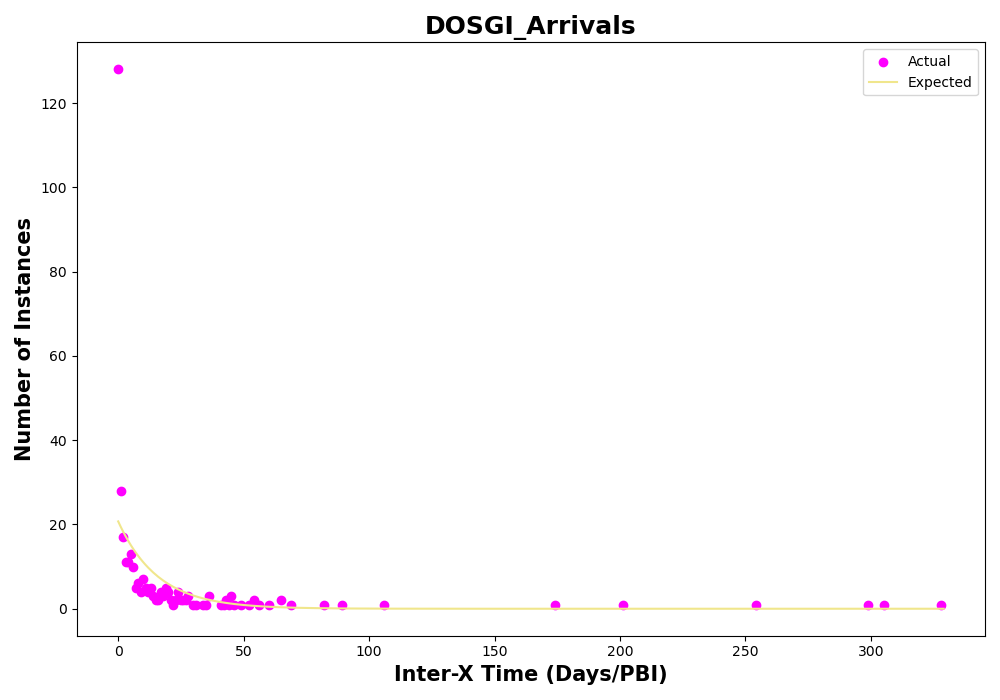 DOSGI_Arrivals
Actual
Expected
Number of Instances
120
100
80
60
40
20
0
0
50
100
150
200
250
300
Inter-X Time (Days/PBI)